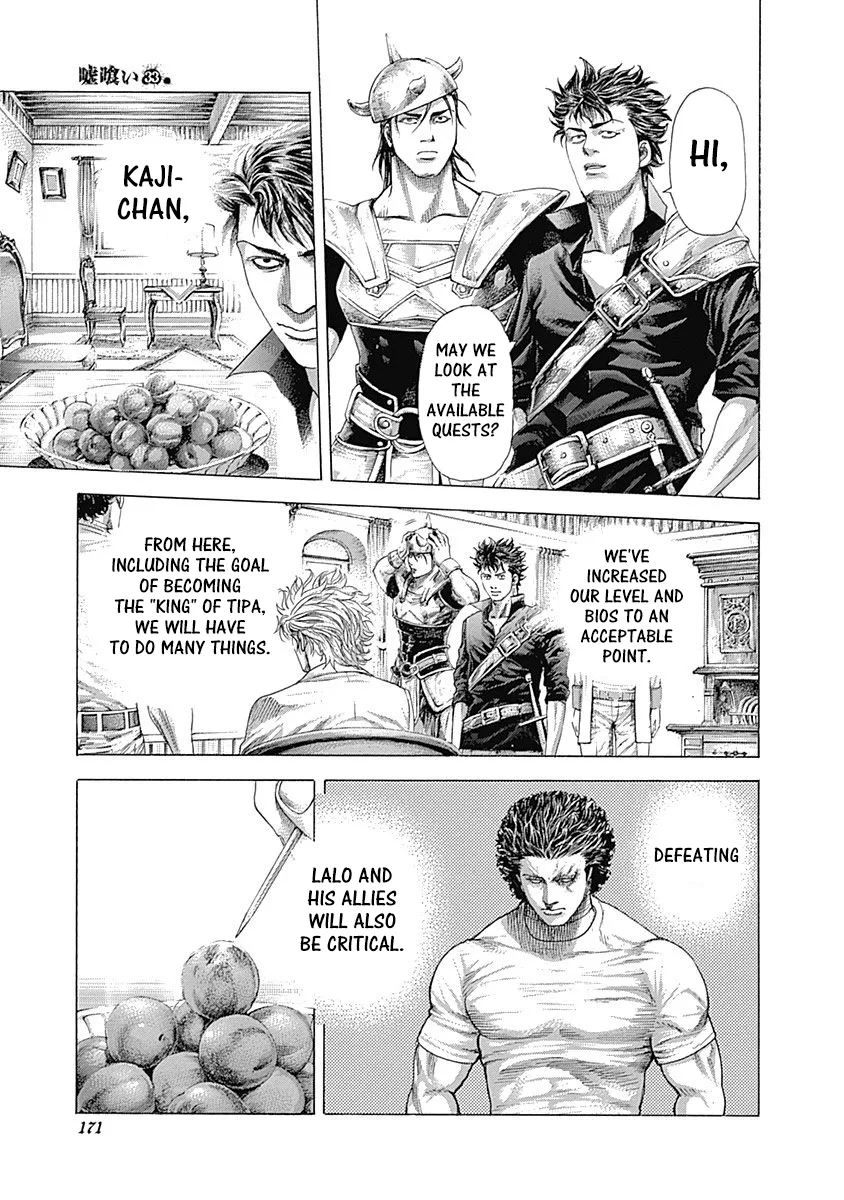 嘘喰い 33
HI,
MAY WE
LOOK AT
THE
AVAILABLE
QUESTS?
KAJI-
CHAN,
WE'VE
INCREASED
OUR LEVEL AND
BIOS TO AN
ACCEPTABLE
POINT.
FROM HERE,
INCLUDING THE GOAL
OF BECOMING
THE "KING" OF TIPA,
WE WILL HAVE
TO DO MANY THINGS.
DEFEATING
LALO AND
HIS ALLIES
WILL ALSO
BE CRITICAL.
171